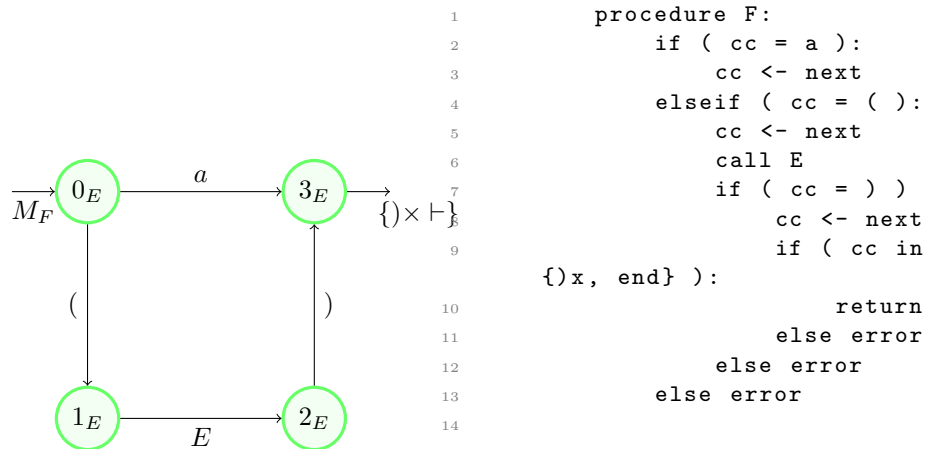 0_E
a
3_E
M_F
{)× ⊢}
(
)
1_E
E
2_E
1 procedure F:
2 if ( cc = a ):
3 cc <- next
4 elseif ( cc = ( ):
5 cc <- next
6 call E
7 if ( cc = ) )
8 cc <- next
9 if ( cc in
{)x, end} ):
10 return
11 else error
12 else error
13 else error
14